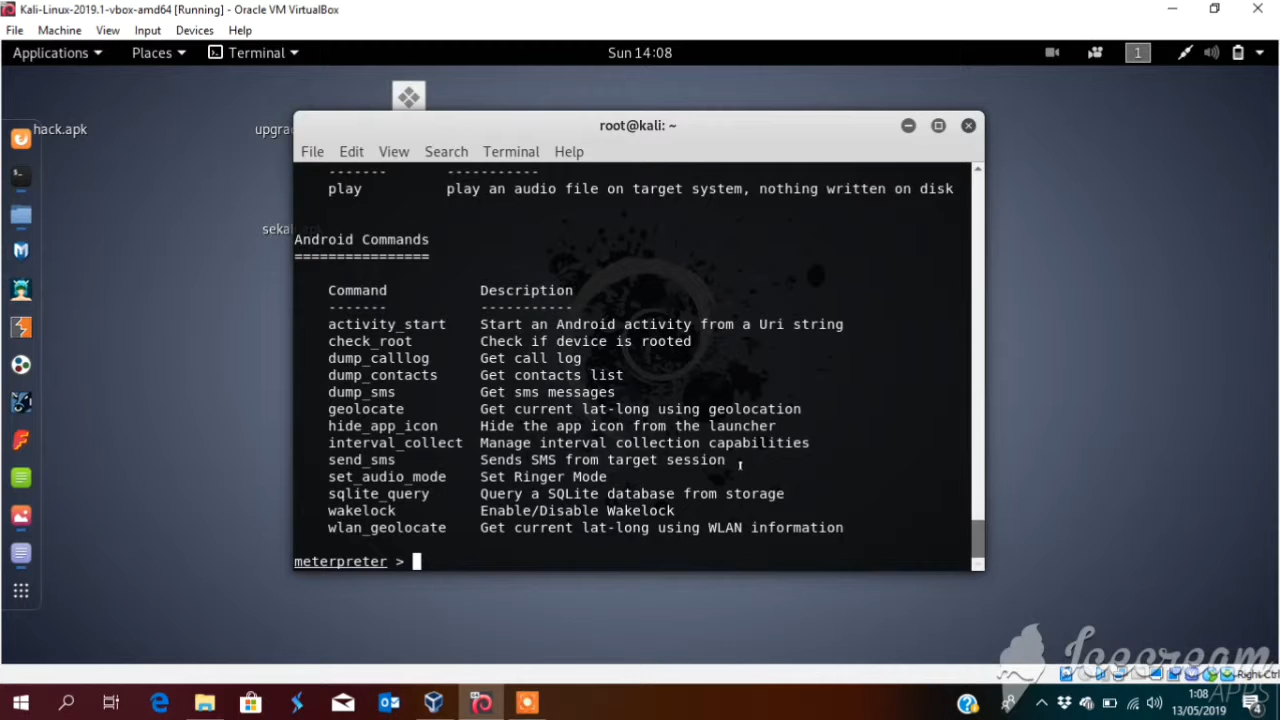 Kali-Linux-2019.1-vbox-amd64 [Running] - Oracle VM VirtualBox
File Machine View Input Devices Help
Applications Places Terminal Sun 14:08 1
hack.apk
root@kali: ~
File Edit View Search Terminal Help
------- -----------
play play an audio file on target system, nothing written on disk
Android Commands
================
Command Description
------- -----------
activity_start Start an Android activity from a Uri string
check_root Check if device is rooted
dump_calllog Get call log
dump_contacts Get contacts list
dump_sms Get sms messages
geolocate Get current lat-long using geolocation
hide_app_icon Hide the app icon from the launcher
interval_collect Manage interval collection capabilities
send_sms Sends SMS from target session
set_audio_mode Set Ringer Mode
sqlite_query Query a SQLite database from storage
wakelock Enable/Disable Wakelock
wlan_geolocate Get current lat-long using WLAN information
meterpreter >
Icecream
APPS
Right Ctrl
1:08
13/05/2019
4